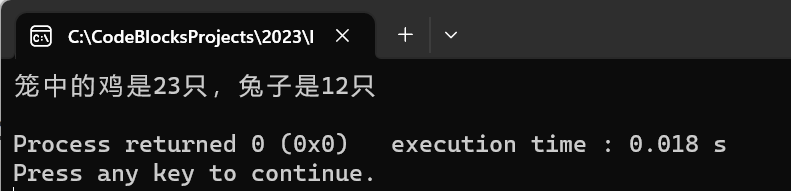 C:\CodeBlocksProjects\2023\l
笼中的鸡是23只，兔子是12只
Process returned 0 (0x0)   execution time : 0.018 s
Press any key to continue.